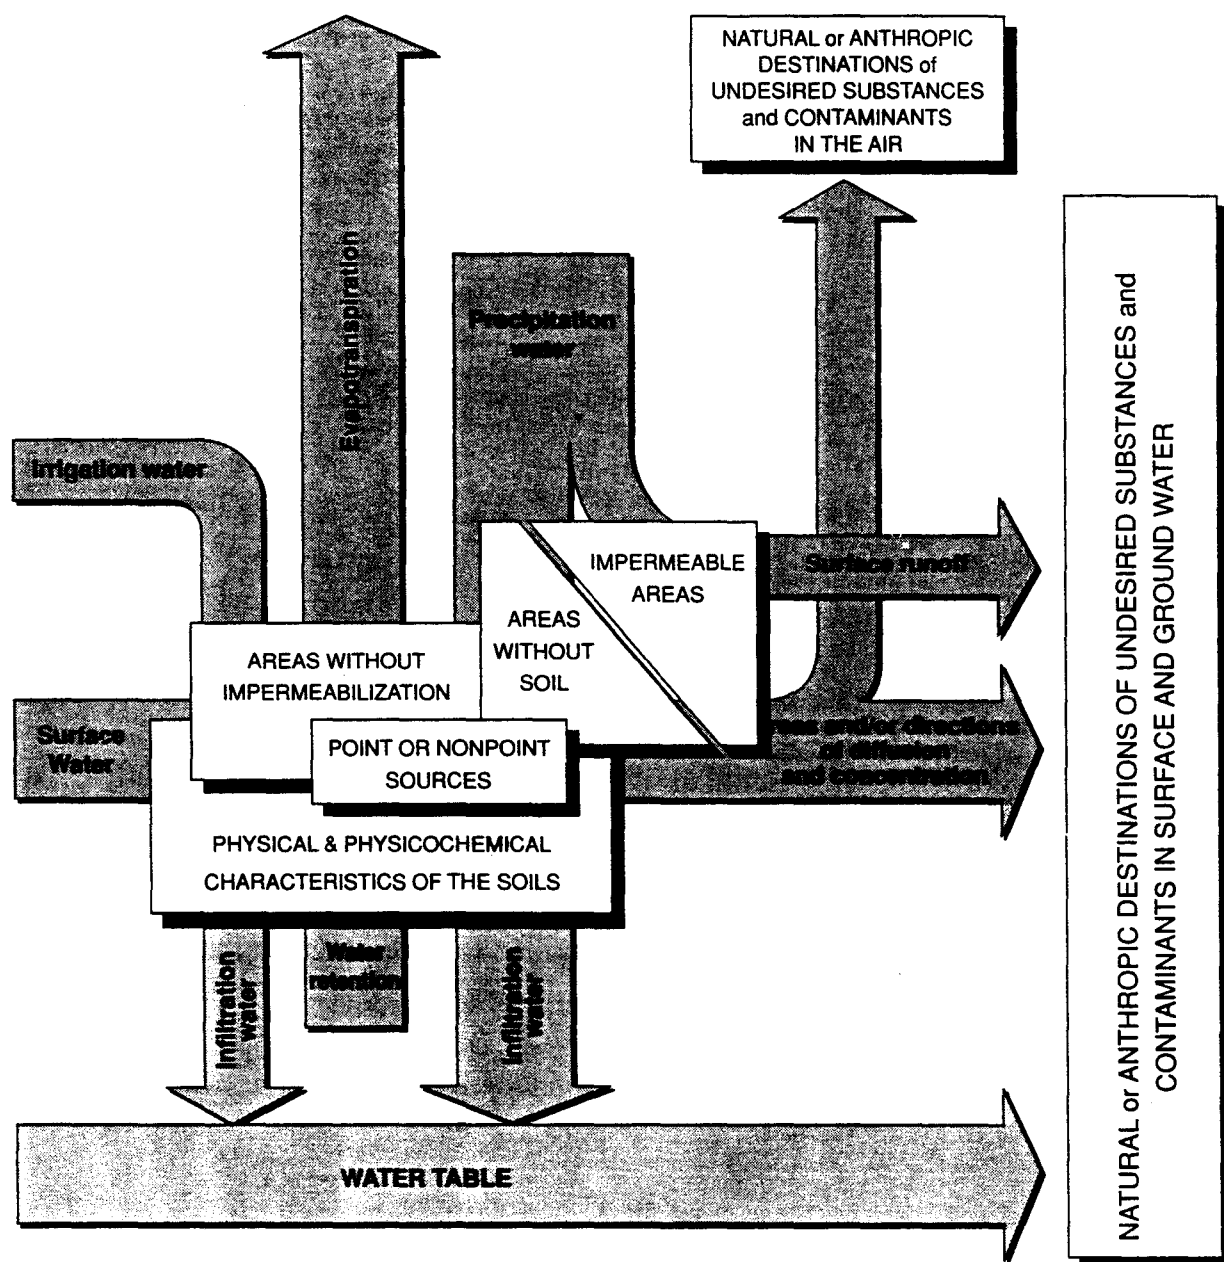 NATURAL or ANTHROPIC
DESTINATIONS of
UNDESIRED SUBSTANCES
and CONTAMINANTS
IN THE AIR
Evapotranspiration
Precipitation
water
Irrigation water
IMPERMEABLE
AREAS
AREAS
WITHOUT
SOIL
Surface runoff
AREAS WITHOUT
IMPERMEABILIZATION
Surface
Water
POINT OR NONPOINT
SOURCES
and/or directions
of diffusion
and concentration
PHYSICAL & PHYSICOCHEMICAL
CHARACTERISTICS OF THE SOILS
Infiltration
water
Water
retention
Infiltration
water
WATER TABLE
NATURAL or ANTHROPIC DESTINATIONS OF UNDESIRED SUBSTANCES and
CONTAMINANTS IN SURFACE AND GROUND WATER